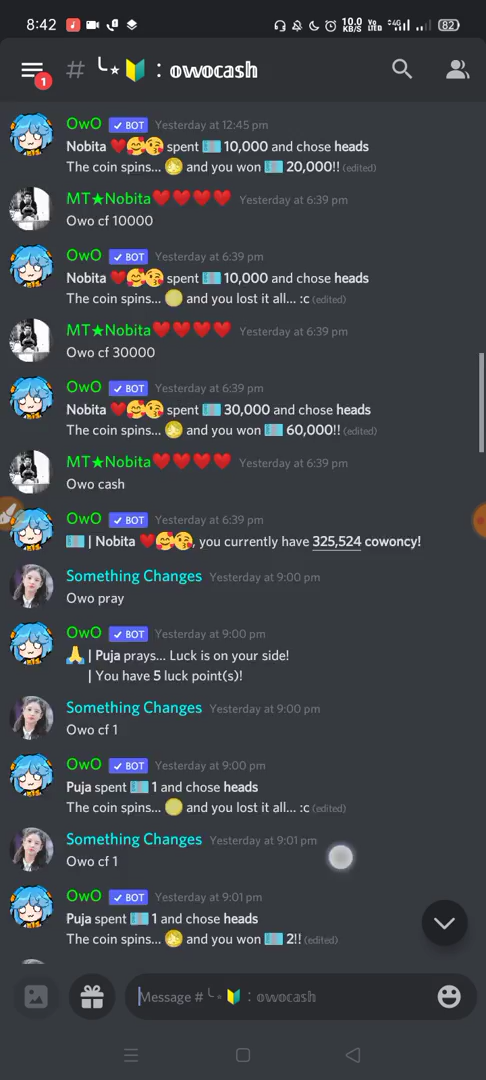 8:42 10.0 KB/S Vo LTE 4G 82
1
# ╰⋆🔰 : 𝕠𝕨𝕠𝕔𝕒𝕤𝕙
OwO ✓ BOT Yesterday at 12:45 pm
Nobita ❤️🥰😘 spent 10,000 and chose heads
The coin spins... and you won 20,000!! (edited)
MT★Nobita❤️❤️❤️❤️ Yesterday at 6:39 pm
Owo cf 10000
OwO ✓ BOT Yesterday at 6:39 pm
Nobita ❤️🥰😘 spent 10,000 and chose heads
The coin spins... and you lost it all... :c (edited)
MT★Nobita❤️❤️❤️❤️ Yesterday at 6:39 pm
Owo cf 30000
OwO ✓ BOT Yesterday at 6:39 pm
Nobita ❤️🥰😘 spent 30,000 and chose heads
The coin spins... and you won 60,000!! (edited)
MT★Nobita❤️❤️❤️❤️ Yesterday at 6:39 pm
Owo cash
OwO ✓ BOT Yesterday at 6:39 pm
| Nobita ❤️🥰😘, you currently have 325,524 cowoncy!
Something Changes Yesterday at 9:00 pm
Owo pray
OwO ✓ BOT Yesterday at 9:00 pm
🙏 | Puja prays... Luck is on your side!
| You have 5 luck point(s)!
Something Changes Yesterday at 9:00 pm
Owo cf 1
OwO ✓ BOT Yesterday at 9:00 pm
Puja spent 1 and chose heads
The coin spins... and you lost it all... :c (edited)
Something Changes Yesterday at 9:01 pm
Owo cf 1
OwO ✓ BOT Yesterday at 9:01 pm
Puja spent 1 and chose heads
The coin spins... and you won 2!! (edited)
Message # ╰⋆🔰 : 𝕠𝕨𝕠𝕔𝕒𝕤𝕙